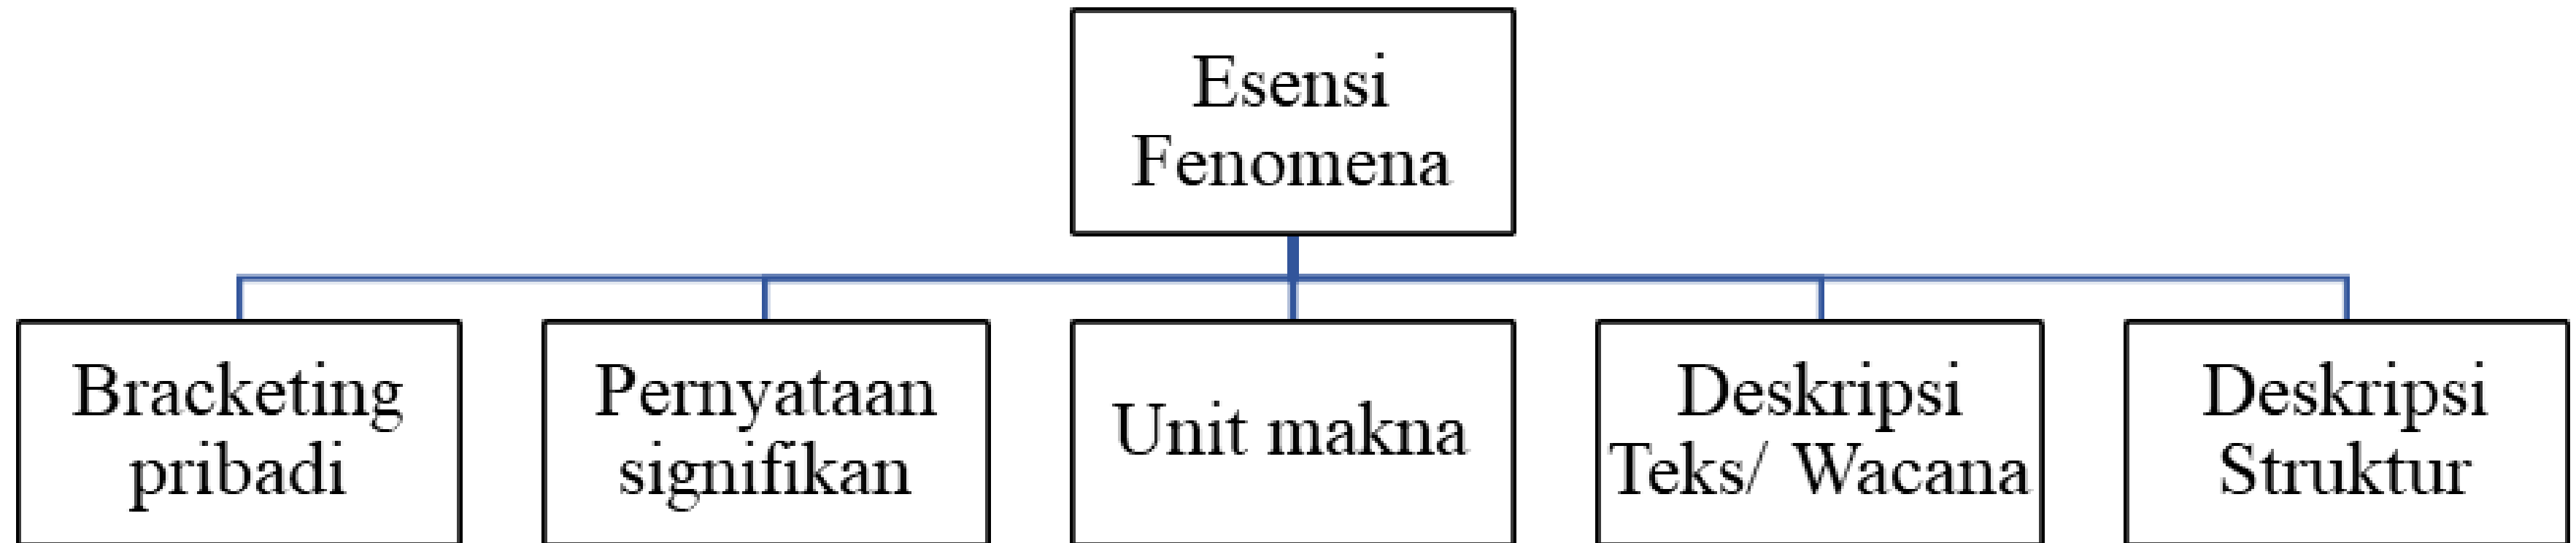 Esensi
Fenomena
Bracketing
pribadi
Pernyataan
signifikan
Unit makna
Deskripsi
Teks/ Wacana
Deskripsi
Struktur